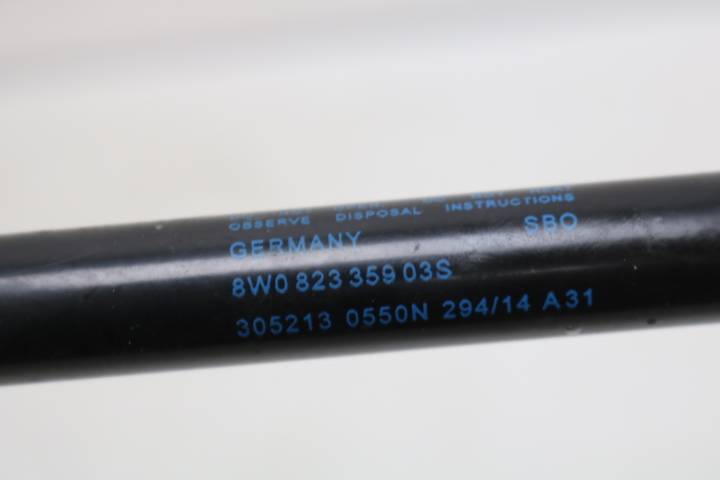 OBSERVE DISPOSAL INSTRUCTIONS
GERMANY SBO
8W0 823 359 03S
305213 0550N 294/14 A31